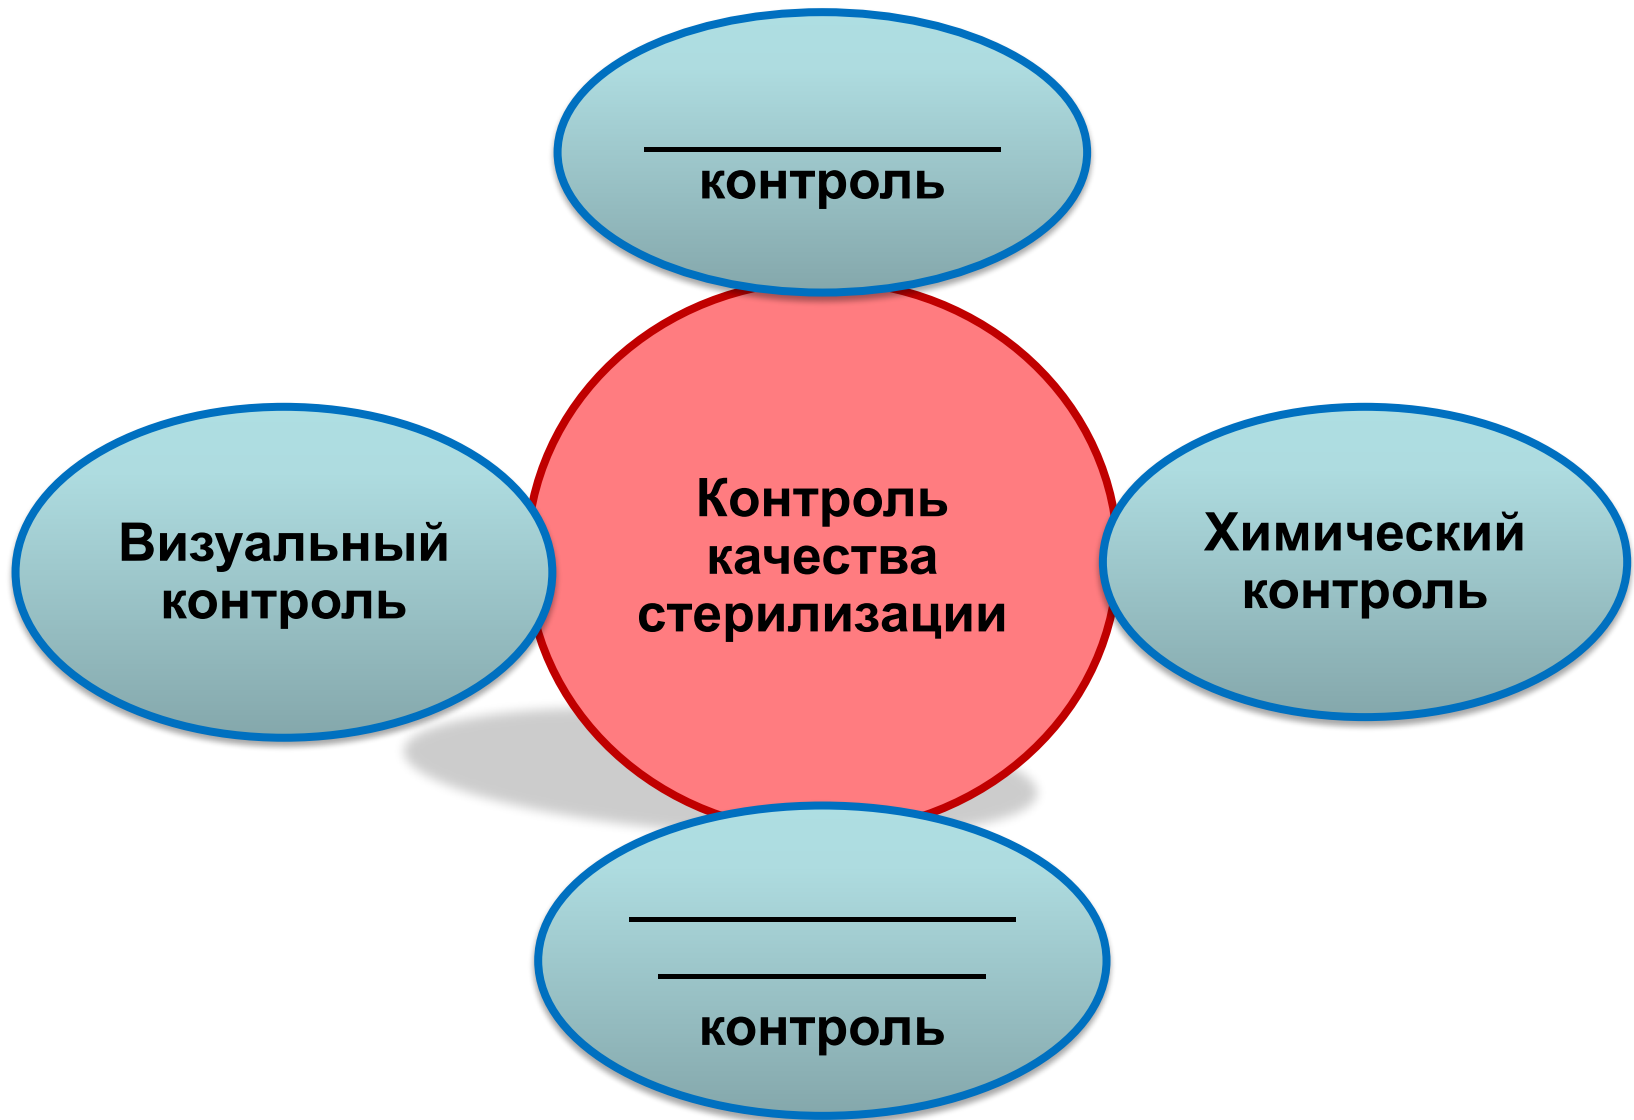 контроль
Визуальный
контроль
Контроль
качества
стерилизации
Химический
контроль
контроль